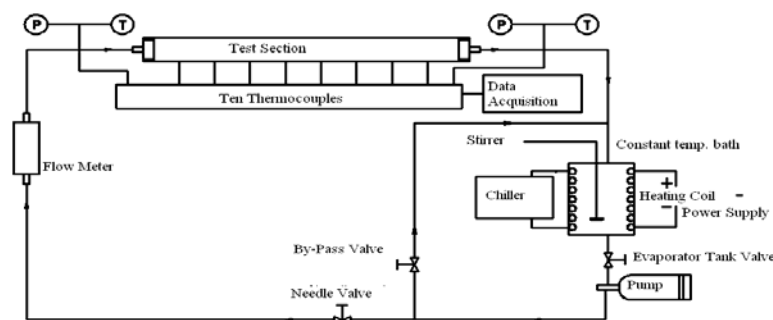 P
T
P
T
Test Section
Ten Thermocouples
Data
Acquisition
Flow Meter
Stirrer
Constant temp. bath
Chiller
+
Heating Coil -
-
Power Supply
By-Pass Valve
Evaporator Tank Valve
Needle Valve
Pump